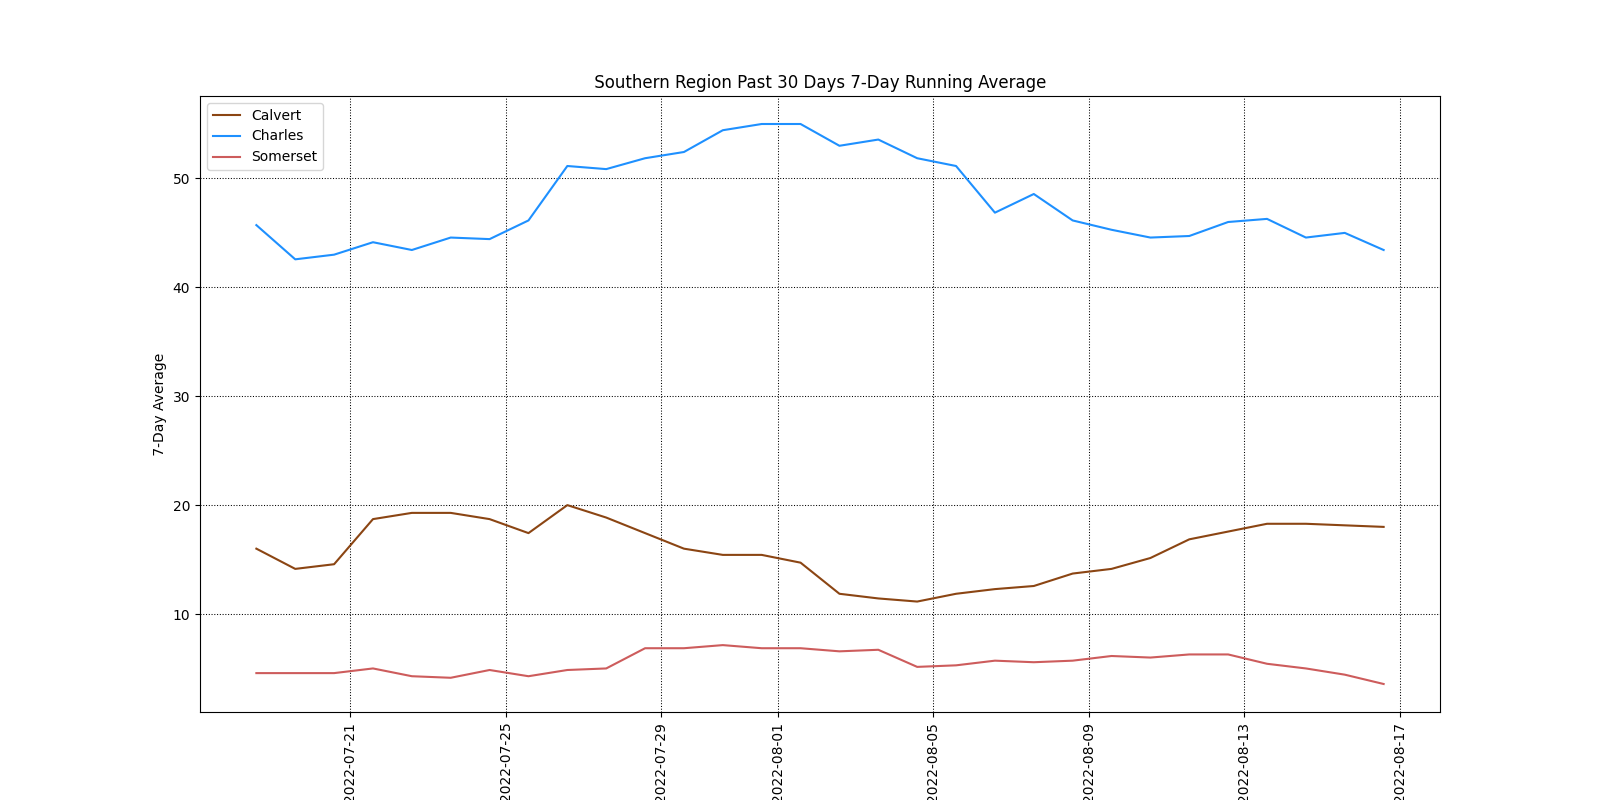 Southern Region Past 30 Days 7-Day Running Average
Calvert
Charles
Somerset
7-Day Average
50
40
30
20
10
2022-07-21
2022-07-25
2022-07-29
2022-08-01
2022-08-05
2022-08-09
2022-08-13
2022-08-17